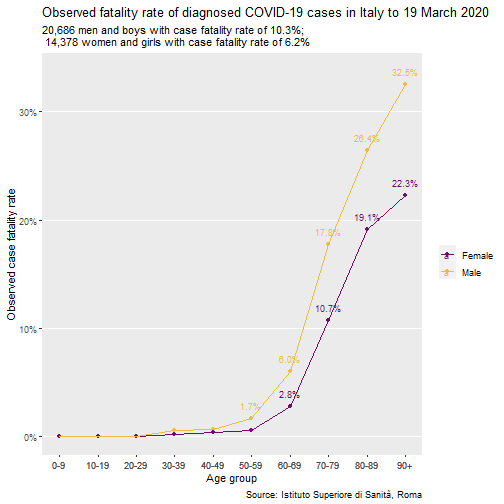 Observed fatality rate of diagnosed COVID-19 cases in Italy to 19 March 2020
20,686 men and boys with case fatality rate of 10.3%;
14,378 women and girls with case fatality rate of 6.2%
Observed case fatality rate
30%
20%
10%
0%
32.5%
26.4%
22.3%
19.1%
17.8%
10.7%
6.0%
2.8%
1.7%
Female
Male
0-9 10-19 20-29 30-39 40-49 50-59 60-69 70-79 80-89 90+
Age group
Source: Istituto Superiore di Sanità, Roma